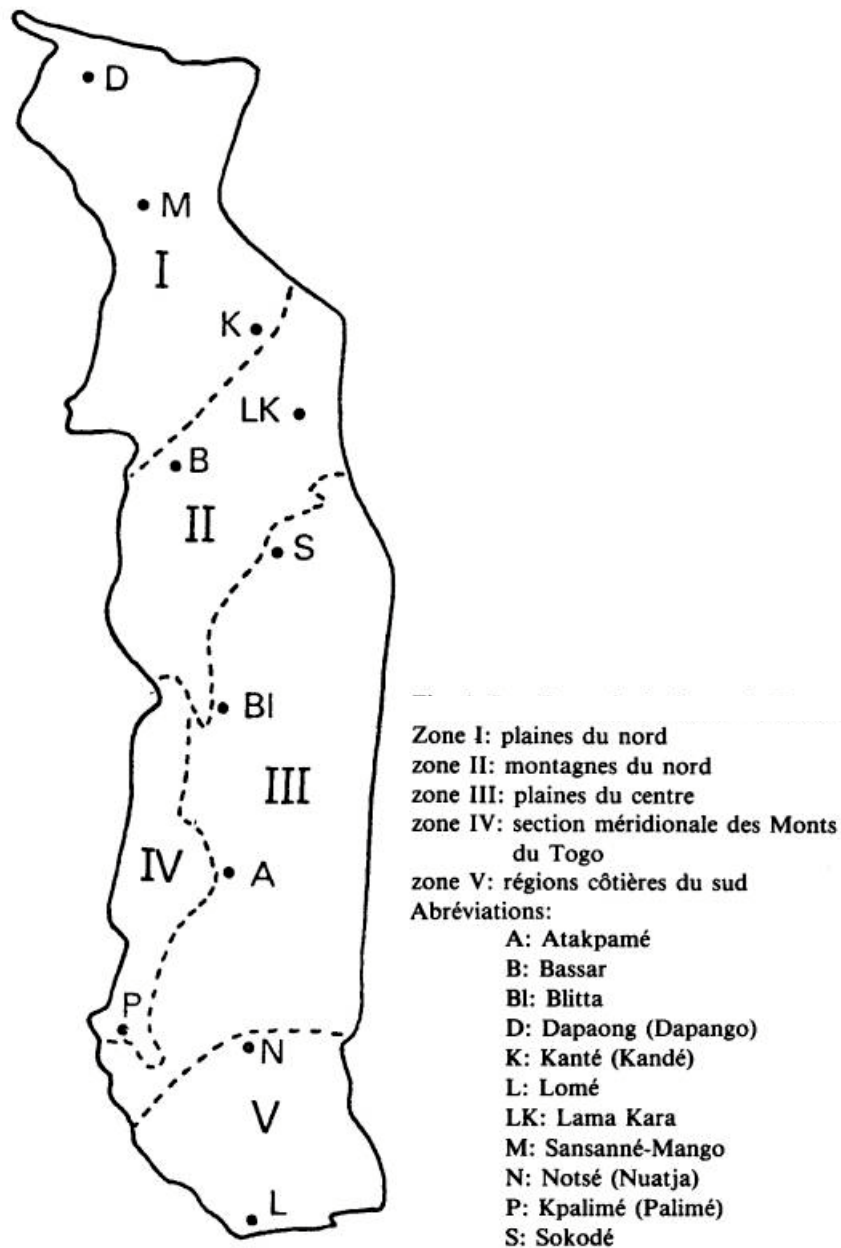 D
M
I
K
LK
B
II
S
Bl
III
IV
A
P
N
V
L
Zone I: plaines du nord
zone II: montagnes du nord
zone III: plaines du centre
zone IV: section méridionale des Monts
du Togo
zone V: régions côtières du sud
Abréviations:
A: Atakpamé
B: Bassar
Bl: Blitta
D: Dapaong (Dapango)
K: Kanté (Kandé)
L: Lomé
LK: Lama Kara
M: Sansanné-Mango
N: Notsé (Nuatja)
P: Kpalimé (Palimé)
S: Sokodé